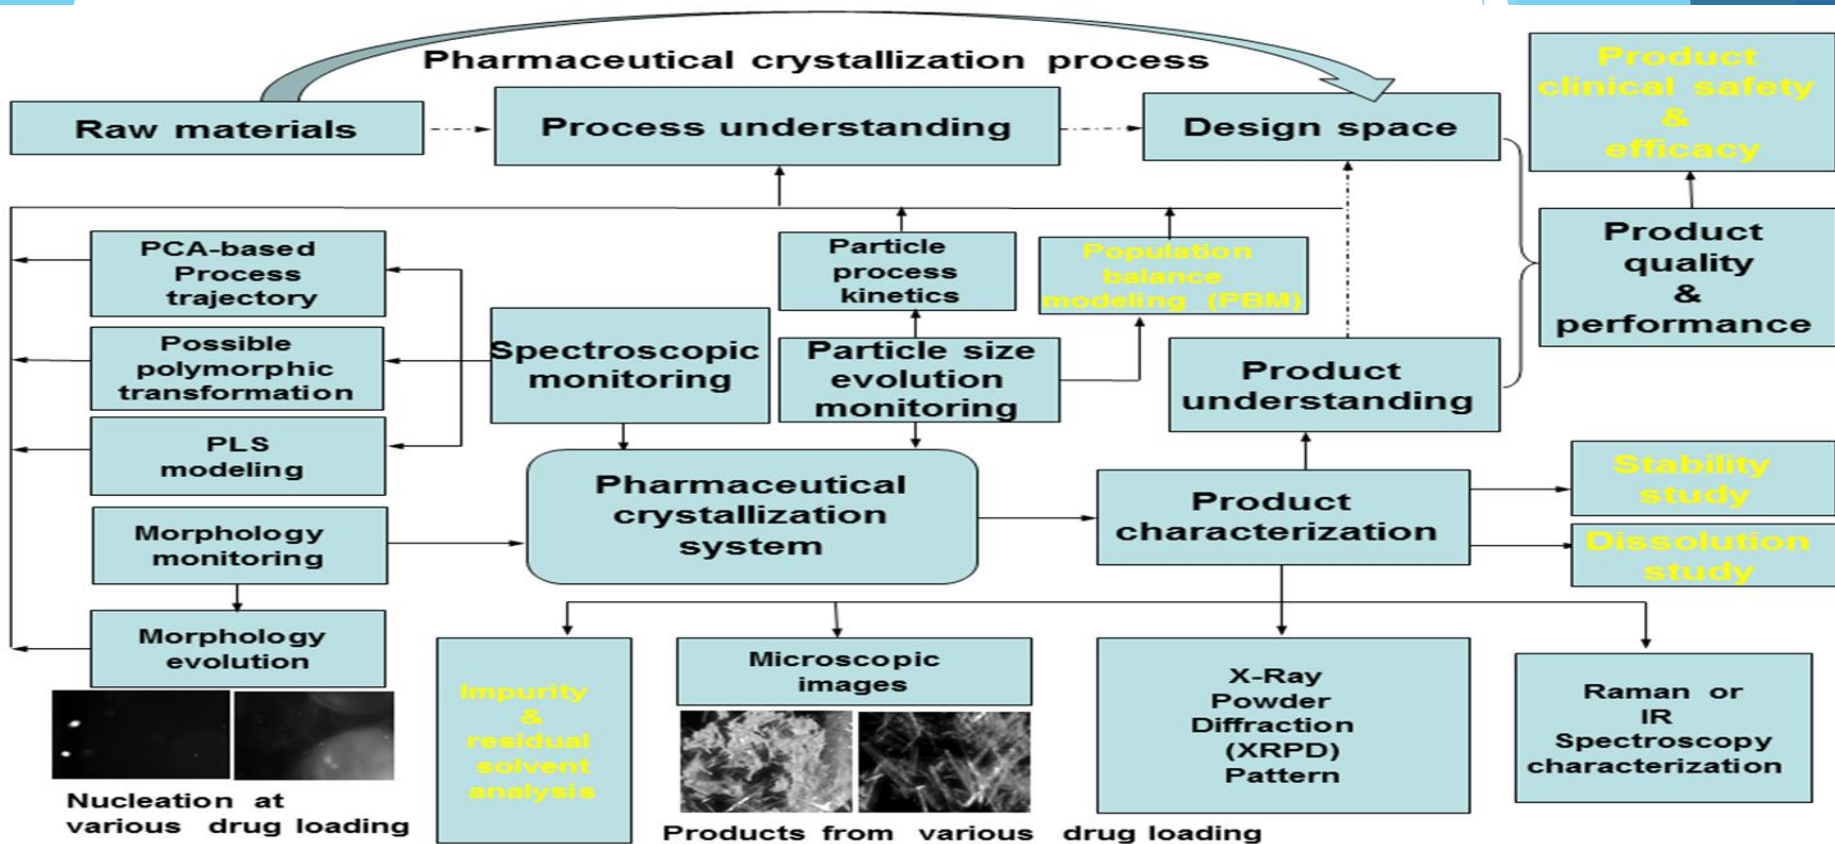 Pharmaceutical crystallization process
Raw materials
Process understanding
Design space
Product
clinical safety
&
efficacy
PCA-based
Process
trajectory
Particle
process
kinetics
Population
balance
modeling (PBM)
Product
quality
&
performance
Possible
polymorphic
transformation
Spectroscopic
monitoring
Particle size
evolution
monitoring
Product
understanding
PLS
modeling
Pharmaceutical
crystallization
system
Product
characterization
Stability
study
Dissolution
study
Morphology
monitoring
Morphology
evolution
Impurity
&
residual
solvent
analysis
Microscopic
images
X-Ray
Powder
Diffraction
(XRPD)
Pattern
Raman or
IR
Spectroscopy
characterization
Nucleation at
various drug loading
Products from various drug loading